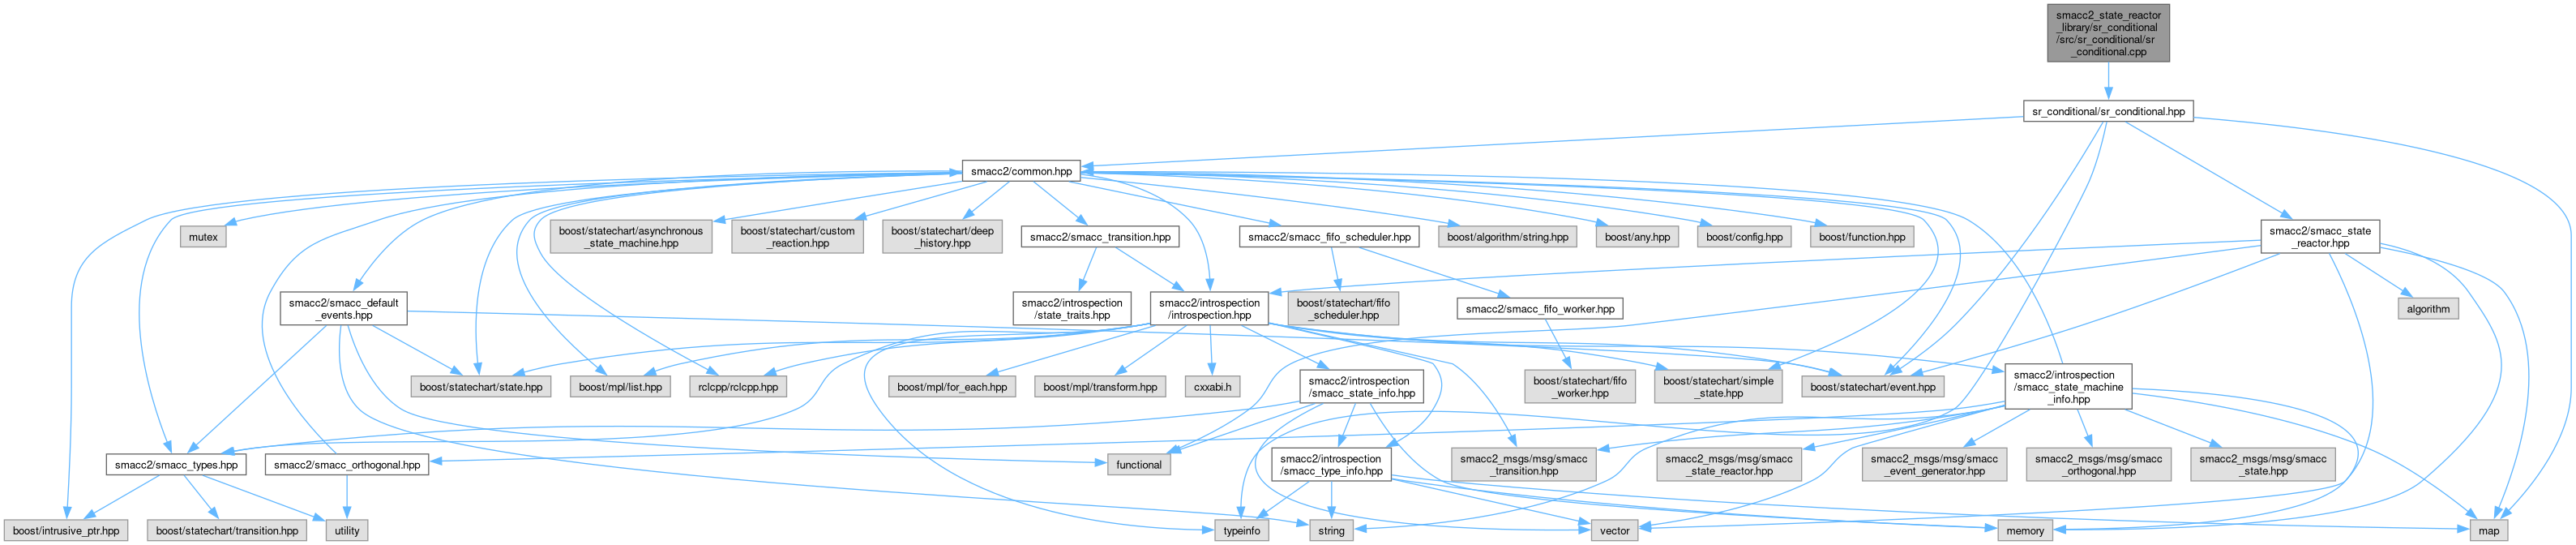 smacc2_state_reactor
_library/sr_conditional
/src/sr_conditional/sr
_conditional.cpp
sr_conditional/sr_conditional.hpp
smacc2/common.hpp
mutex
boost/statechart/asynchronous
_state_machine.hpp
boost/statechart/custom
_reaction.hpp
boost/statechart/deep
_history.hpp
smacc2/smacc_transition.hpp
smacc2/smacc_fifo_scheduler.hpp
boost/algorithm/string.hpp
boost/any.hpp
boost/config.hpp
boost/function.hpp
smacc2/smacc_state
_reactor.hpp
smacc2/smacc_default
_events.hpp
smacc2/introspection
/state_traits.hpp
smacc2/introspection
/introspection.hpp
boost/statechart/fifo
_scheduler.hpp
smacc2/smacc_fifo_worker.hpp
algorithm
boost/statechart/state.hpp
boost/mpl/list.hpp
rclcpp/rclcpp.hpp
boost/mpl/for_each.hpp
boost/mpl/transform.hpp
cxxabi.h
smacc2/introspection
/smacc_state_info.hpp
boost/statechart/fifo
_worker.hpp
boost/statechart/simple
_state.hpp
boost/statechart/event.hpp
smacc2/introspection
/smacc_state_machine
_info.hpp
smacc2/smacc_types.hpp
smacc2/smacc_orthogonal.hpp
functional
smacc2/introspection
/smacc_type_info.hpp
smacc2_msgs/msg/smacc
_transition.hpp
smacc2_msgs/msg/smacc
_state_reactor.hpp
smacc2_msgs/msg/smacc
_event_generator.hpp
smacc2_msgs/msg/smacc
_orthogonal.hpp
smacc2_msgs/msg/smacc
_state.hpp
boost/intrusive_ptr.hpp
boost/statechart/transition.hpp
utility
typeinfo
string
vector
memory
map